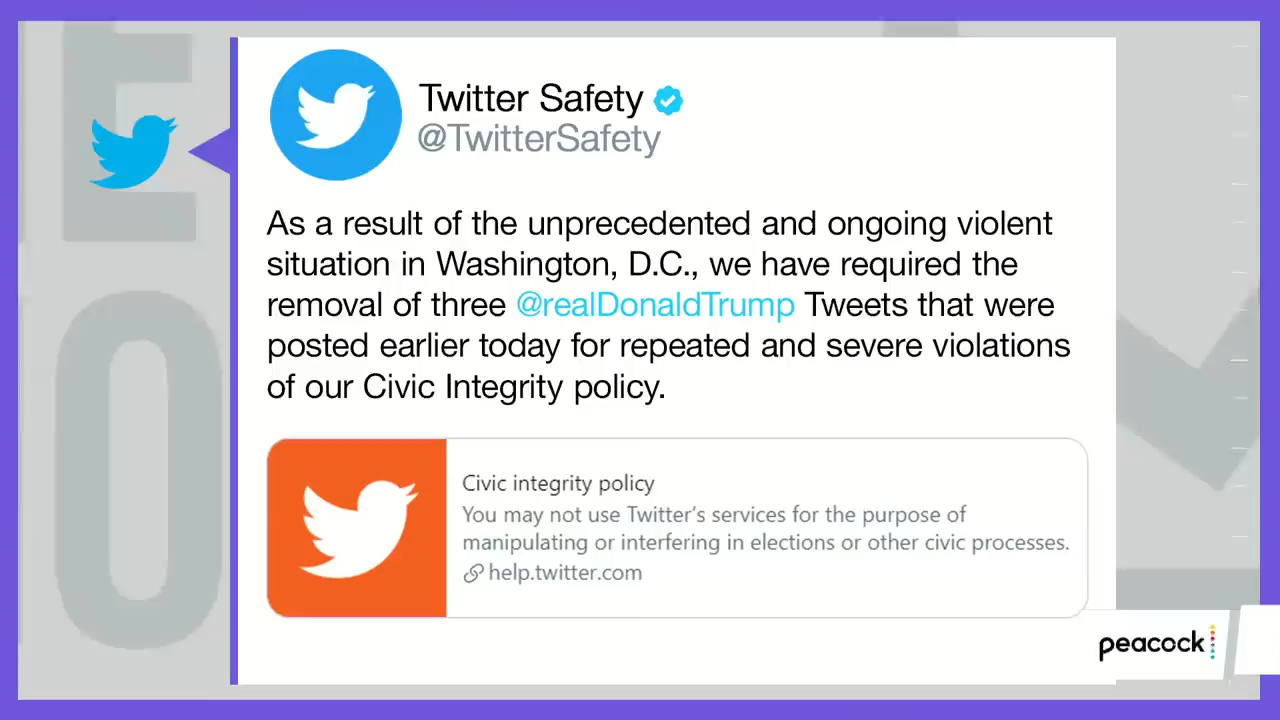 Twitter Safety
@TwitterSafety
As a result of the unprecedented and ongoing violent
situation in Washington, D.C., we have required the
removal of three @realDonaldTrump Tweets that were
posted earlier today for repeated and severe violations
of our Civic Integrity policy.
Civic integrity policy
You may not use Twitter's services for the purpose of
manipulating or interfering in elections or other civic processes.
help.twitter.com
peacock